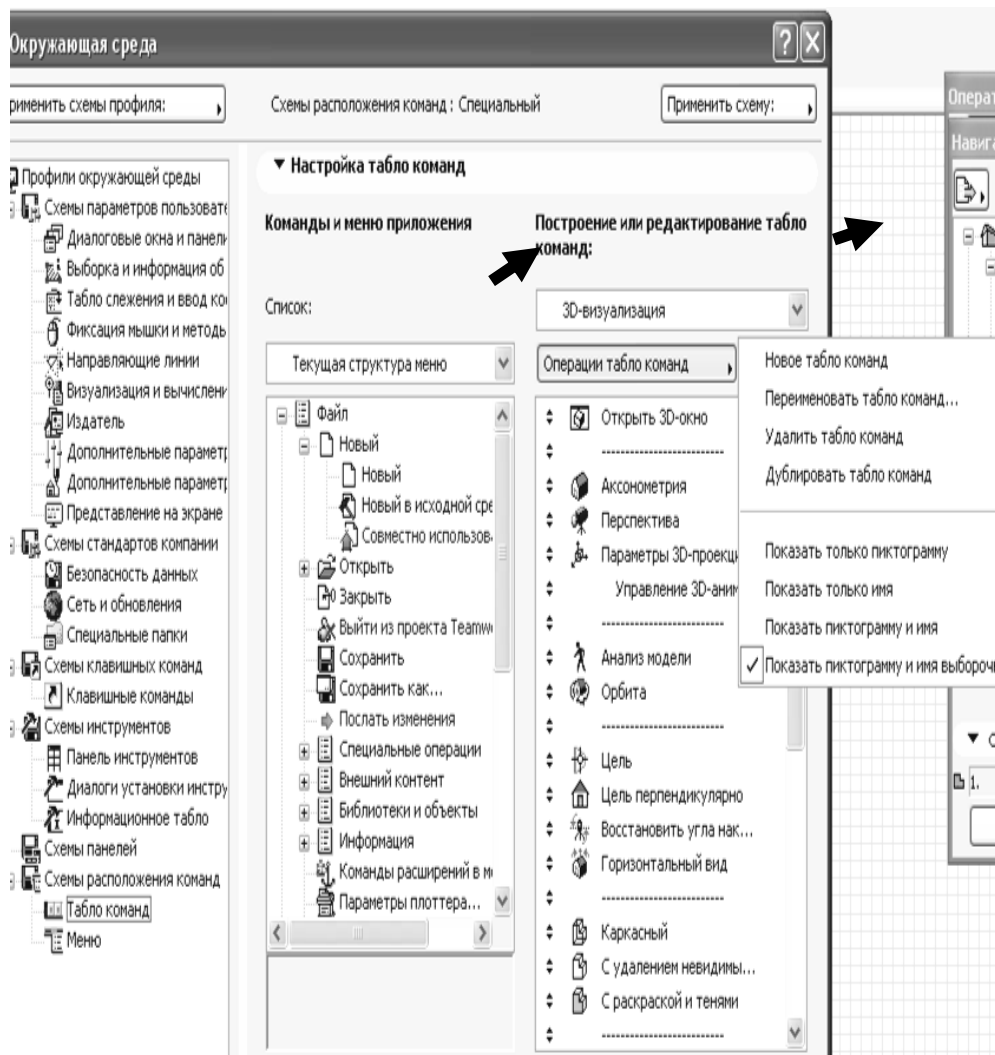 Окружающая среда
рименить схемы профиля:
Схемы расположения команд : Специальный
Применить схему:
Профили окружающей среды
Схемы параметров пользовате
Диалоговые окна и панели
Выборка и информация об
Табло слежения и ввод ко
Фиксация мышки и методы
Направляющие линии
Визуализация и вычислен
Издатель
Дополнительные параметр
Дополнительные параметр
Представление на экране
Схемы стандартов компании
Безопасность данных
Сеть и обновления
Специальные папки
Схемы клавишных команд
Клавишные команды
Схемы инструментов
Панель инструментов
Диалоги установки инстру
Информационное табло
Схемы панелей
Схемы расположения команд
Табло команд
Меню
Настройка табло команд
Команды и меню приложения
Список:
Текущая структура меню
Файл
Новый
Новый
Новый в исходной сре
Совместно использов
Открыть
Закрыть
Выйти из проекта Teamw
Сохранить
Сохранить как...
Послать изменения
Специальные операции
Внешний контент
Библиотеки и объекты
Информация
Команды расширений в м
Параметры плоттера...
Построение или редактирование табло
команд:
3D-визуализация
Операции табло команд
Открыть 3D-окно
------------------------
Аксонометрия
Перспектива
Параметры 3D-проекци
Управление 3D-аним
------------------------
Анализ модели
Орбита
------------------------
Цель
Цель перпендикулярно
Восстановить угла нак...
Горизонтальный вид
------------------------
Каркасный
С удалением невидимы...
С раскраской и тенями
------------------------
Новое табло команд
Переименовать табло команд...
Удалить табло команд
Дублировать табло команд
Показать только пиктограмму
Показать только имя
Показать пиктограмму и имя
Показать пиктограмму и имя выбороч
Операт
Навига
1.